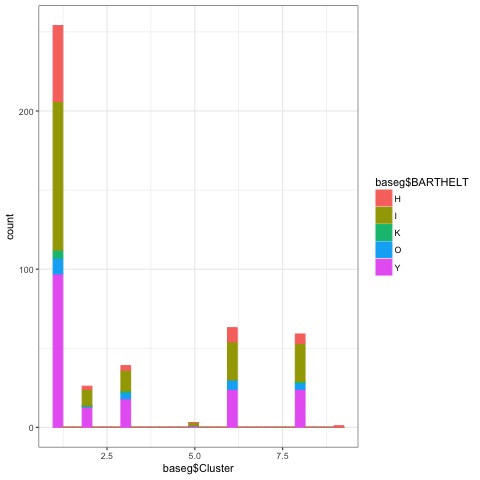 200
100
0
count
2.5 5.0 7.5
baseg$Cluster
baseg$BARTHELT
H
I
K
O
Y